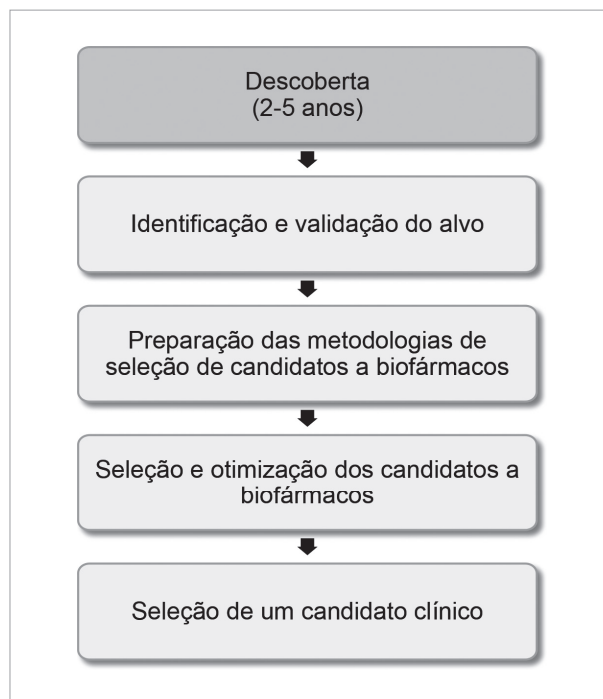 Descoberta
(2-5 anos)
Identificação e validação do alvo
Preparação das metodologias de
seleção de candidatos a biofármacos
Seleção e otimização dos candidatos a
biofármacos
Seleção de um candidato clínico